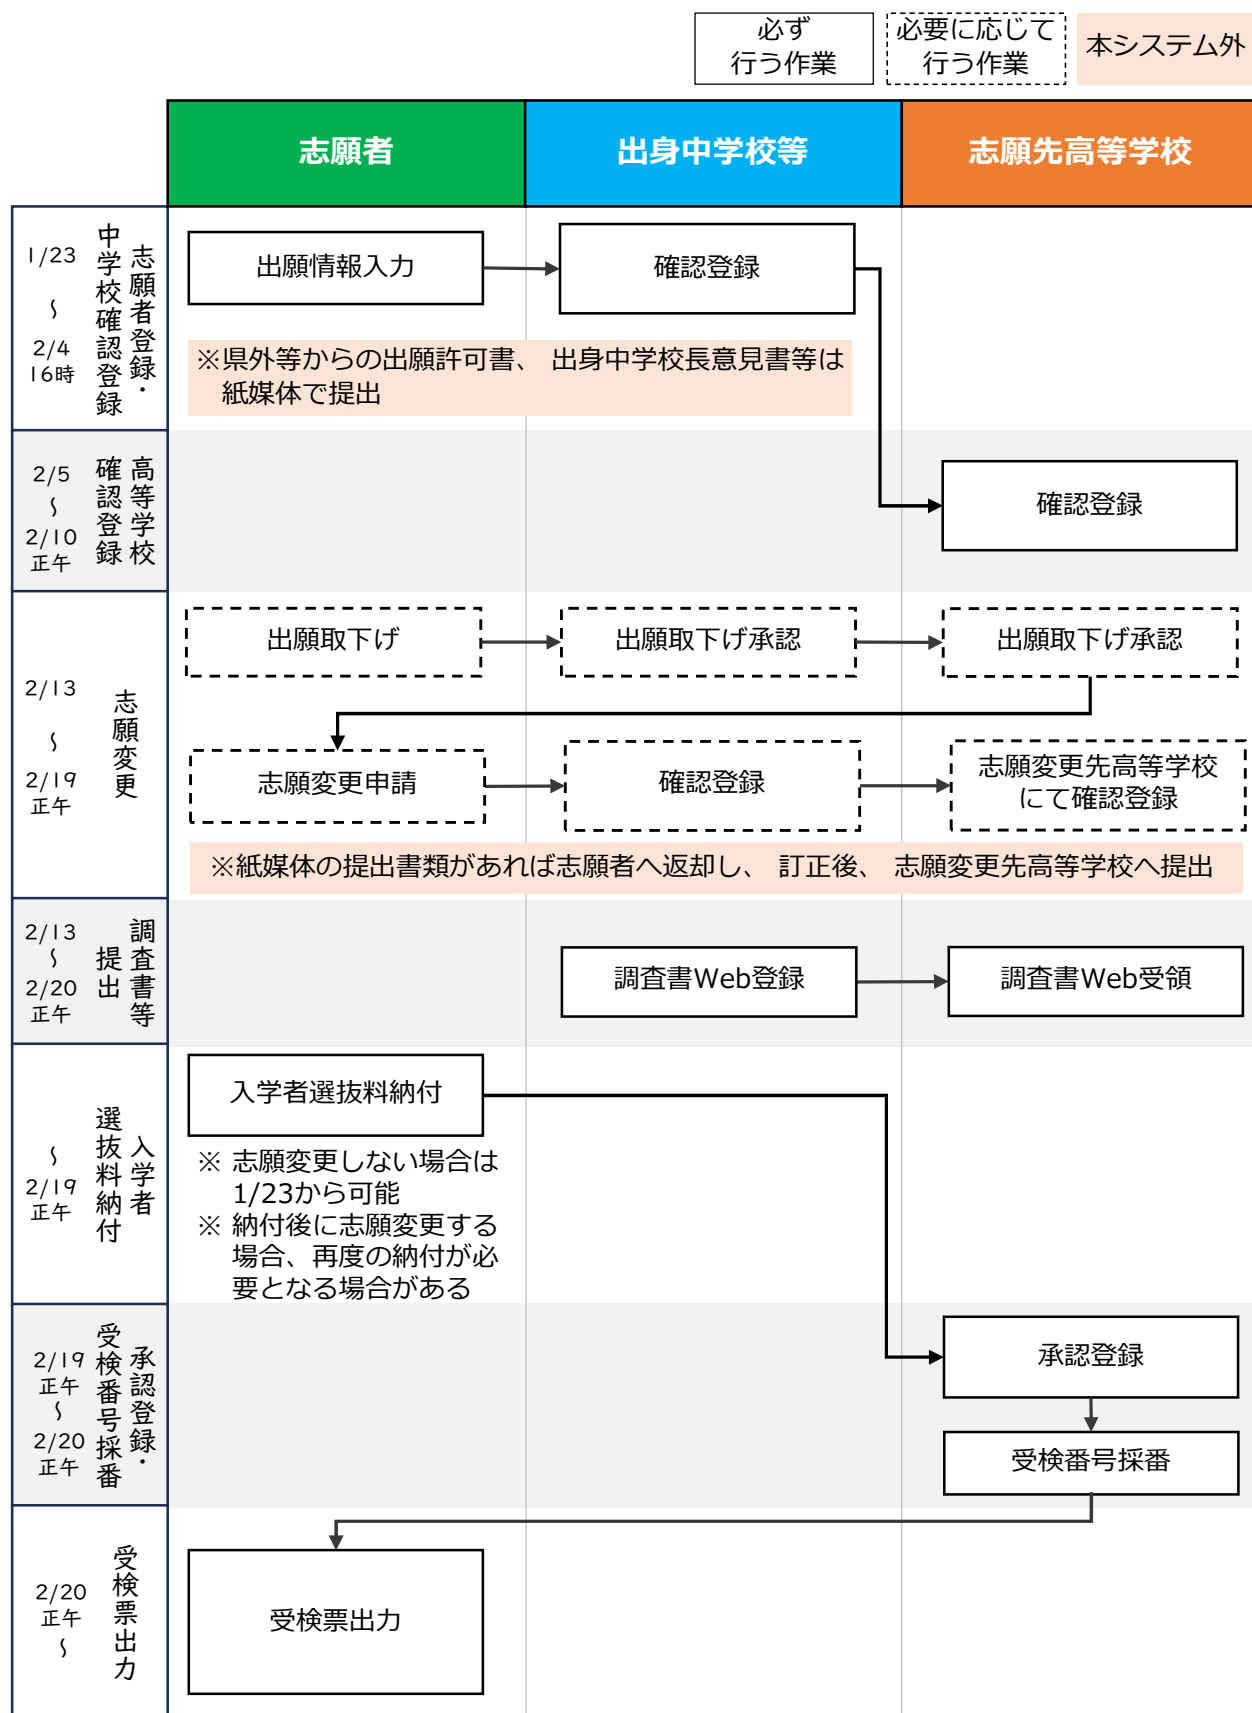 必ず
行う作業
必要に応じて
行う作業
本システム外
志願者
出身中学校等
志願先高等学校
1/23
～
2/4
16時
志願者登録・
中学校確認登録
出願情報入力
確認登録
※県外等からの出願許可書、 出身中学校長意見書等は
紙媒体で提出
2/5
～
2/10
正午
高等学校
確認登録
確認登録
2/13
～
2/19
正午
志願変更
出願取下げ
出願取下げ承認
出願取下げ承認
志願変更申請
確認登録
志願変更先高等学校
にて確認登録
※紙媒体の提出書類があれば志願者へ返却し、 訂正後、 志願変更先高等学校へ提出
2/13
～
2/20
正午
調査書等
提出
調査書Web登録
調査書Web受領
～
2/19
正午
入学者
選抜料納付
入学者選抜料納付
※ 志願変更しない場合は
1/23から可能
※ 納付後に志願変更する
場合、再度の納付が必
要となる場合がある
2/19
正午
～
2/20
正午
承認登録・
受検番号採番
承認登録
受検番号採番
2/20
正午
～
受検票出力
受検票出力